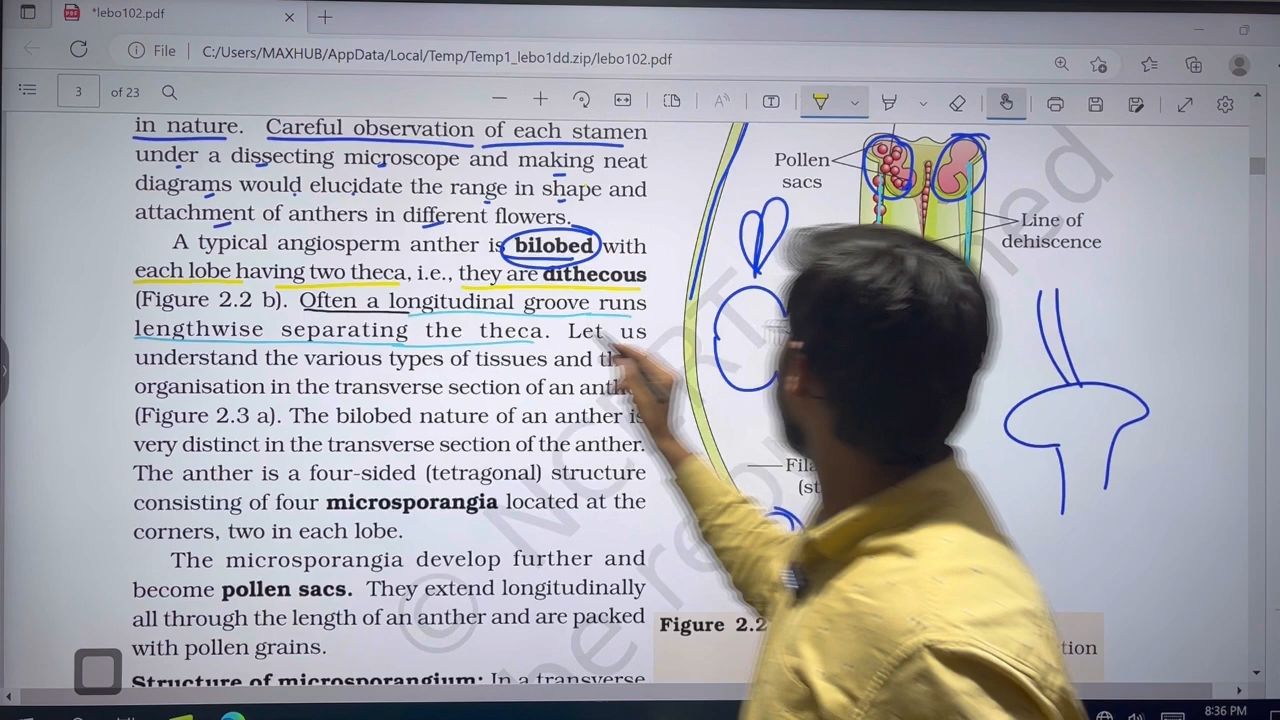 *lebo102.pdf
File C:/Users/MAXHUB/AppData/Local/Temp/Temp1_lebo1dd.zip/lebo102.pdf
3 of 23
in nature. Careful observation of each stamen
under a dissecting microscope and making neat
diagrams would elucidate the range in shape and
attachment of anthers in different flowers.
A typical angiosperm anther is bilobed with
each lobe having two theca, i.e., they are dithecous
(Figure 2.2 b). Often a longitudinal groove runs
lengthwise separating the theca. Let us
understand the various types of tissues and
organisation in the transverse section of an
(Figure 2.3 a). The bilobed nature of an anther is
very distinct in the transverse section of the anther.
The anther is a four-sided (tetragonal) structure
consisting of four microsporangia located at the
corners, two in each lobe.
The microsporangia develop further and
become pollen sacs. They extend longitudinally
all through the length of an anther and are packed
with pollen grains.
Structure of microsporangium: In a transverse
Pollen
sacs
Line of
dehiscence
Figure 2.2
8:36 PM